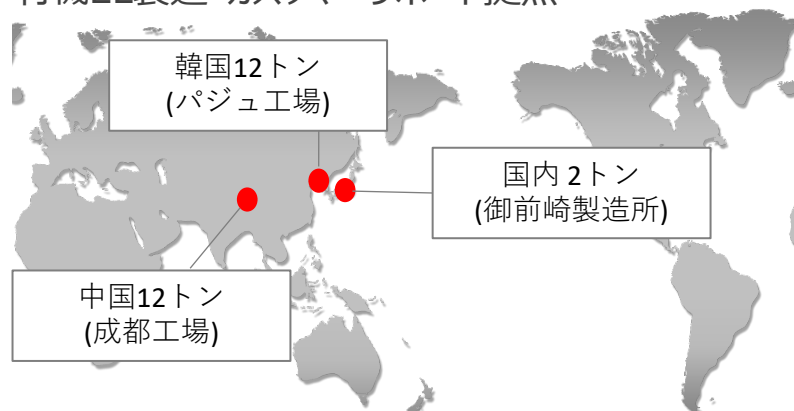 韓国12トン
(パジュ工場)
国内 2トン
(御前崎製造所)
中国12トン
(成都工場)